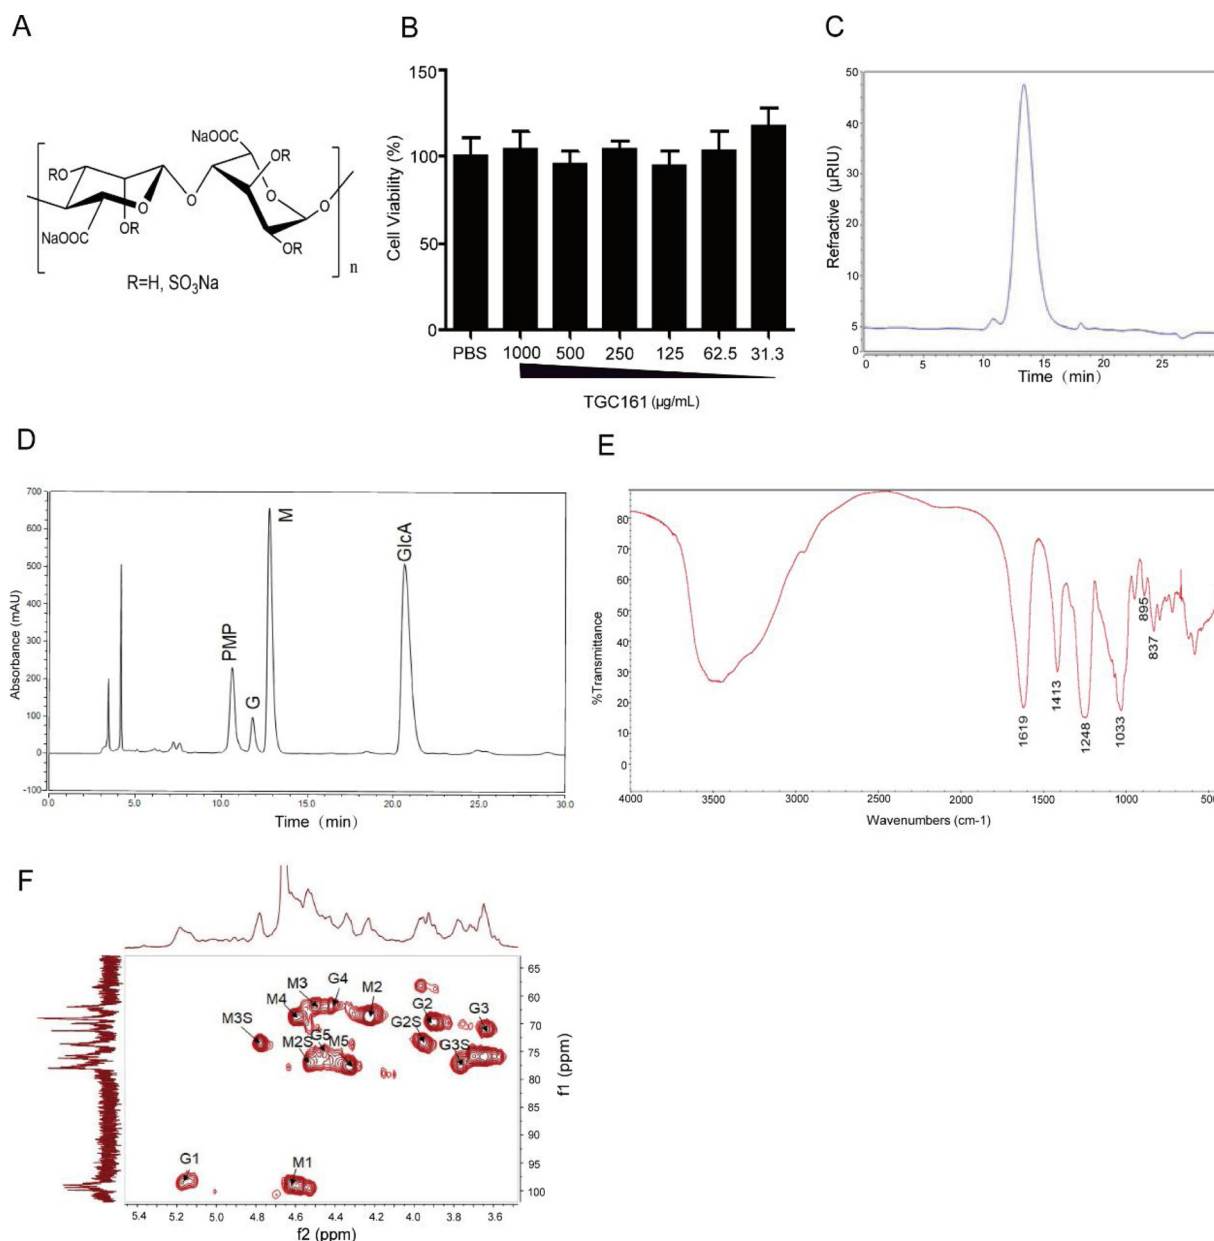 A
NaOOC
OR
RO
O
O
O
O
NaOOC
OR
OR
n
R=H, SO3Na
B
Cell Viability (%)
150
100
50
0
PBS 1000 500 250 125 62.5 31.3
TGC161 (µg/mL)
C
Refractive (µRIU)
50
40
30
20
10
5
0
0 5 10 15 20 25
Time (min)
D
Absorbance (mAU)
700
600
500
400
300
200
100
0
-100
PMP
G
M
GlcA
0.0 5.0 10.0 15.0 20.0 25.0 30.0
Time (min)
E
%Transmittance
80
70
60
50
40
30
20
10
0
1619
1413
1248
1033
895
837
4000 3500 3000 2500 2000 1500 1000 500
Wavenumbers (cm-1)
F
M3 G4 M2
M4
G2 G3
M3S
G5 G2S
M2S M5 G3S
G1 M1
65
60
70
75
80
85
90
95
100
f1 (ppm)
5.4 5.2 5.0 4.8 4.6 4.4 4.2 4.0 3.8 3.6
f2 (ppm)